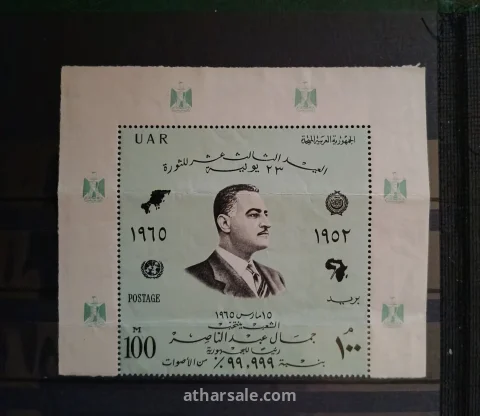 UAR
الجمهورية العربية المتحدة
العيد الثالث عشر للثورة
٢٣ يوليه
١٩٦٥
١٩٥٢
POSTAGE
بريد
١٥ مارس ١٩٦٥
الشعب ينتخب
جمال عبد الناصر
رئيسا للجمهورية
بنسبة ٩٩,٩٩٩٪ من الأصوات
M
100
م
١٠٠
atharsale.com